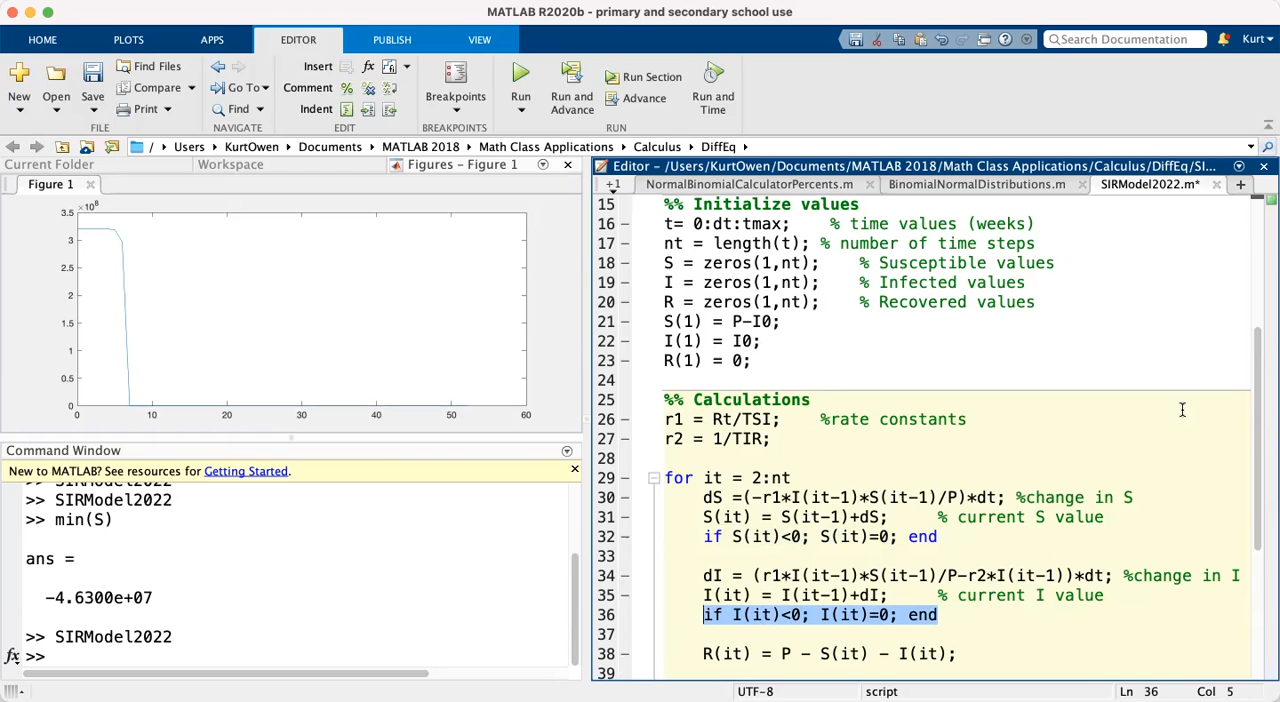 MATLAB R2020b - primary and secondary school use
HOME PLOTS APPS EDITOR PUBLISH VIEW
Search Documentation Kurt
New Open Save Find Files Compare Print
FILE
Go To Find
NAVIGATE
Insert fx
Comment %
Indent
EDIT
Breakpoints
BREAKPOINTS
Run Run and Advance Run Section Advance Run and Time
RUN
/ Users KurtOwen Documents MATLAB 2018 Math Class Applications Calculus DiffEq
Current Folder Workspace Figures - Figure 1
Figure 1
×10^8
3.5
3
2.5
2
1.5
1
0.5
0
0 10 20 30 40 50 60
Command Window
New to MATLAB? See resources for Getting Started.
>> SIRModel2022
>> SIRModel2022
>> min(S)
ans =
-4.6300e+07
>> SIRModel2022
fx >>
Editor - /Users/KurtOwen/Documents/MATLAB 2018/Math Class Applications/Calculus/DiffEq/SI...
+1 NormalBinomialCalculatorPercents.m BinomialNormalDistributions.m SIRModel2022.m* +
15 %% Initialize values
16 - t= 0:dt:tmax; % time values (weeks)
17 - nt = length(t); % number of time steps
18 - S = zeros(1,nt); % Susceptible values
19 - I = zeros(1,nt); % Infected values
20 - R = zeros(1,nt); % Recovered values
21 - S(1) = P-I0;
22 - I(1) = I0;
23 - R(1) = 0;
24
25 %% Calculations
26 - r1 = Rt/TSI; %rate constants
27 - r2 = 1/TIR;
28
29 - for it = 2:nt
30 - dS =(-r1*I(it-1)*S(it-1)/P)*dt; %change in S
31 - S(it) = S(it-1)+dS; % current S value
32 - if S(it)<0; S(it)=0; end
33
34 - dI = (r1*I(it-1)*S(it-1)/P-r2*I(it-1))*dt; %change in I
35 - I(it) = I(it-1)+dI; % current I value
36 - if I(it)<0; I(it)=0; end
37
38 - R(it) = P - S(it) - I(it);
39
UTF-8 script Ln 36 Col 5